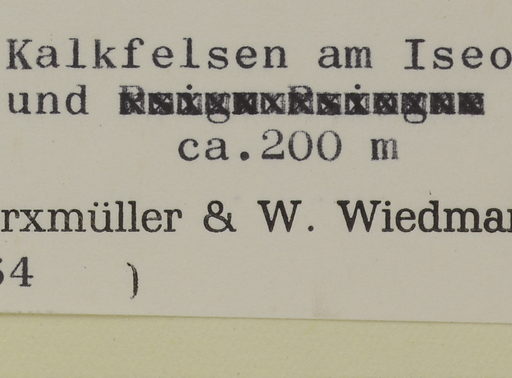 Kalkfelsen am Iseo
und
ca.200 m
rxmüller & W. Wiedma
54 )